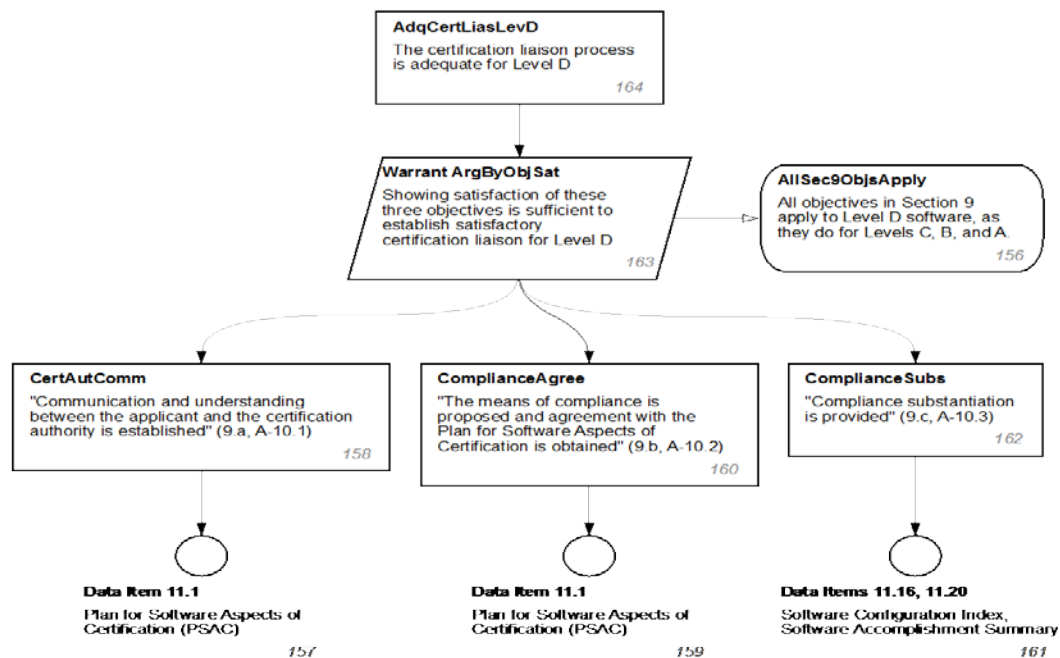 AdqCertLiasLevD
The certification liaison process
is adequate for Level D
164
Warrant ArgByObjSat
Showing satisfaction of these
three objectives is sufficient to
establish satisfactory
certification liaison for Level D
163
AllSec9ObjsApply
All objectives in Section 9
apply to Level D software, as
they do for Levels C, B, and A.
156
CertAutComm
"Communication and understanding
between the applicant and the certification
authority is established" (9.a, A-10.1)
158
ComplianceAgree
"The means of compliance is
proposed and agreement with the
Plan for Software Aspects of
Certification is obtained" (9.b, A-10.2)
160
ComplianceSubs
"Compliance substantiation
is provided" (9.c, A-10.3)
162
Data Item 11.1
Plan for Software Aspects of
Certification (PSAC)
157
Data Item 11.1
Plan for Software Aspects of
Certification (PSAC)
159
Data Items 11.16, 11.20
Software Configuration Index,
Software Accomplishment Summary
161